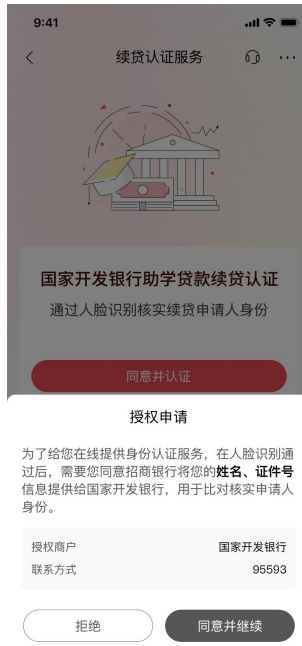 9:41
续贷认证服务
国家开发银行助学贷款续贷认证
通过人脸识别核实续贷申请人身份
同意并认证
授权申请
为了给您在线提供身份认证服务，在人脸识别通
过后，需要您同意招商银行将您的姓名、证件号
信息提供给国家开发银行，用于比对核实申请人
身份。
授权商户 国家开发银行
联系方式 95593
拒绝 同意并继续